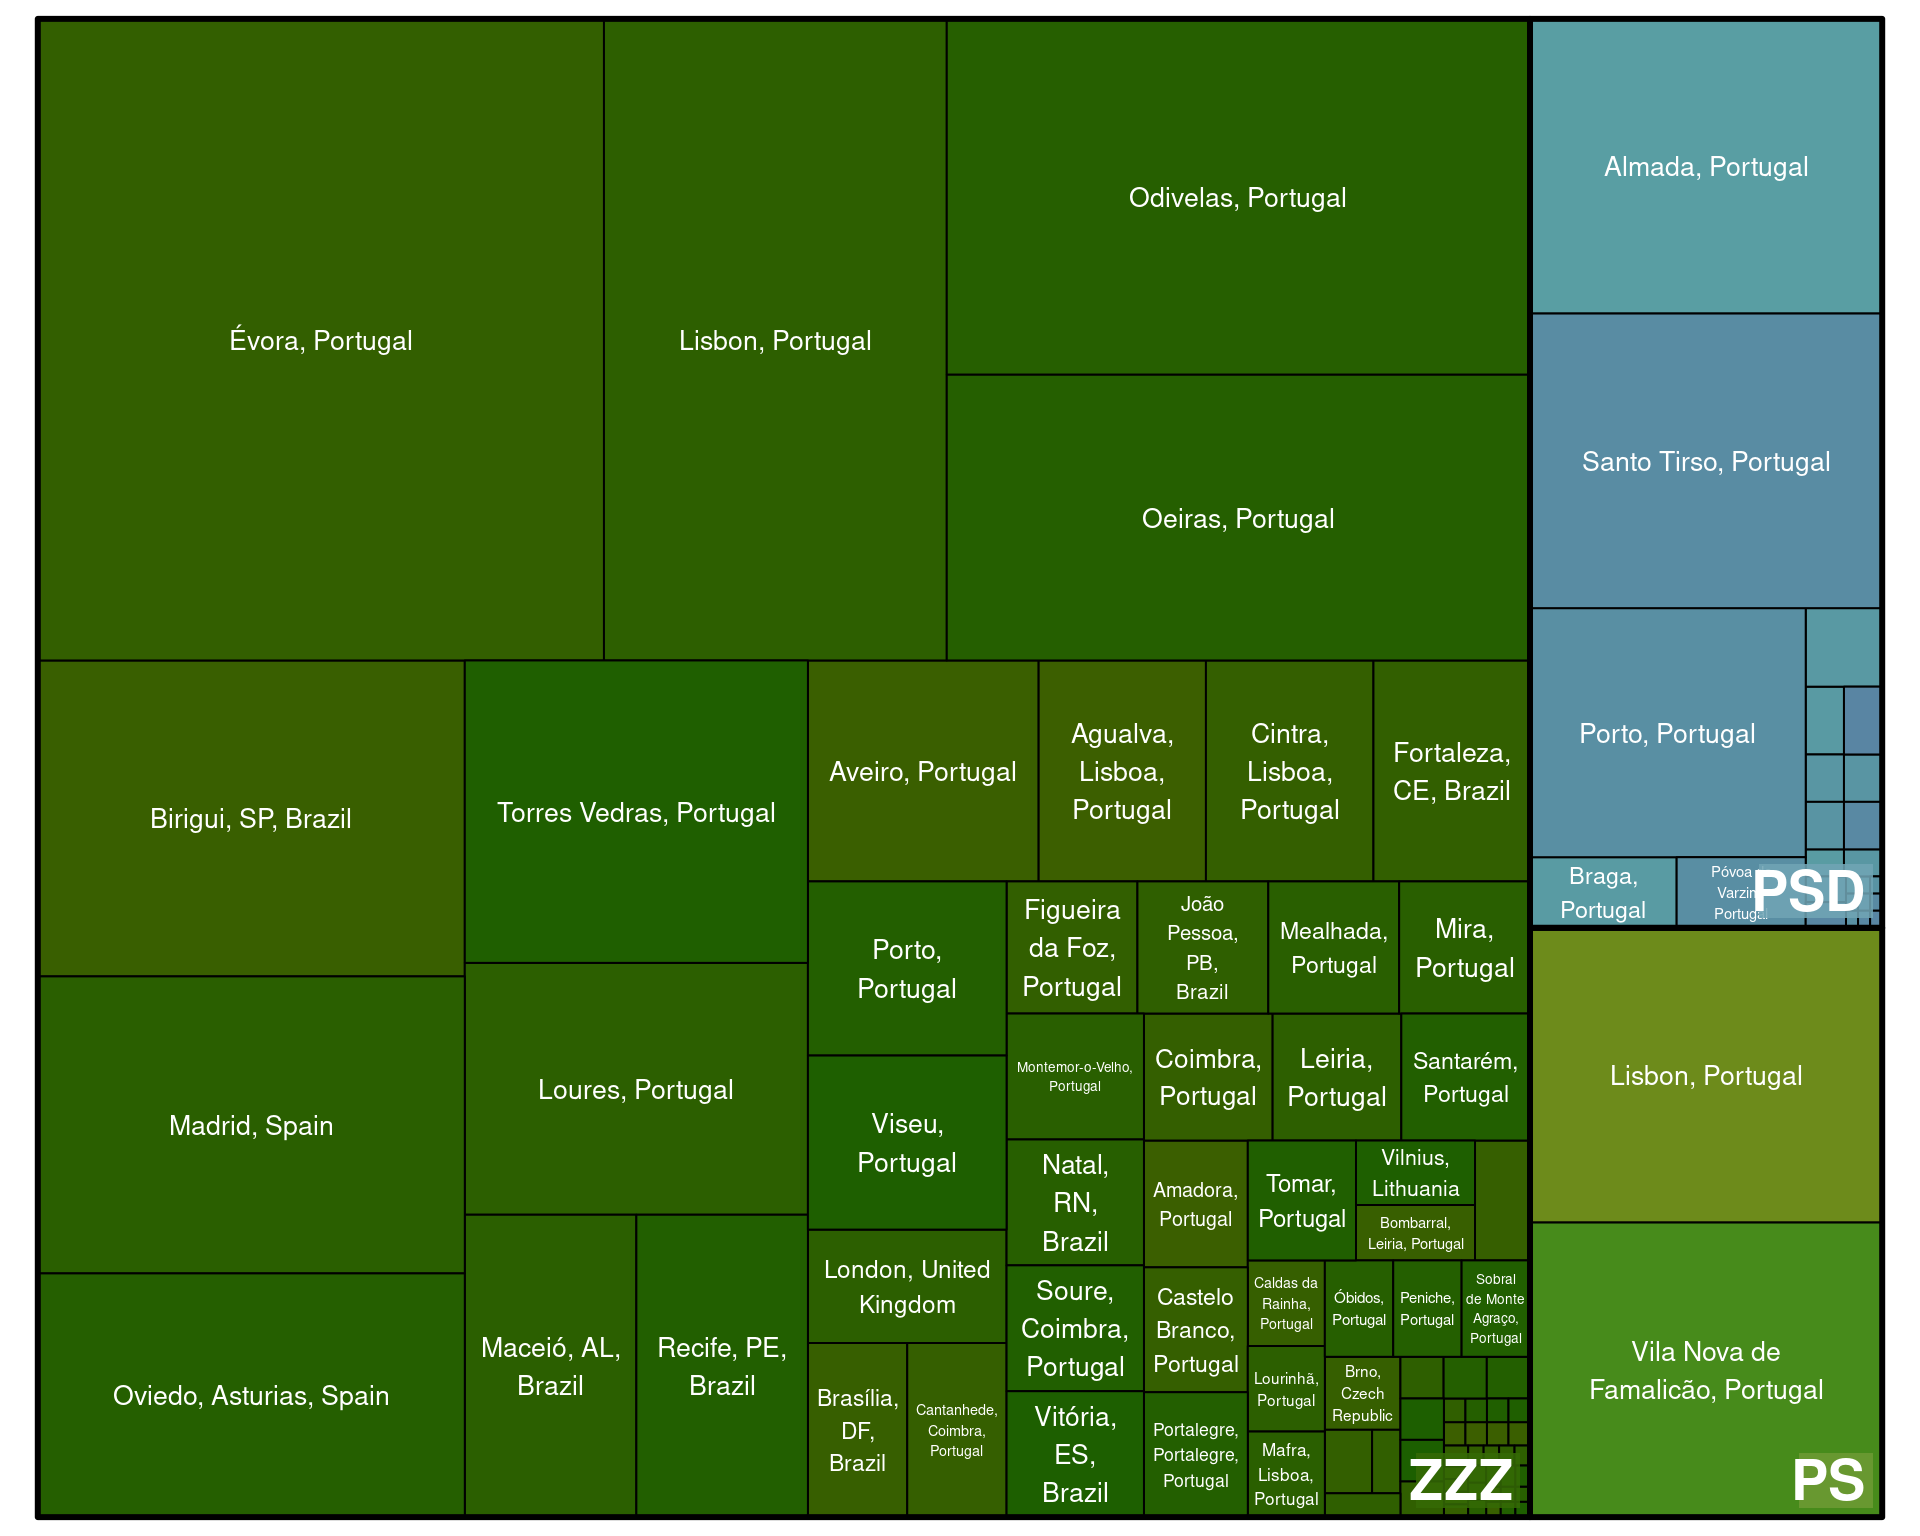 Évora, Portugal
Lisbon, Portugal
Odivelas, Portugal
Oeiras, Portugal
Birigui, SP, Brazil
Madrid, Spain
Oviedo, Asturias, Spain
Torres Vedras, Portugal
Loures, Portugal
Maceió, AL,
Brazil
Recife, PE,
Brazil
Aveiro, Portugal
Agualva,
Lisboa,
Portugal
Cintra,
Lisboa,
Portugal
Fortaleza,
CE, Brazil
Porto,
Portugal
Viseu,
Portugal
London, United
Kingdom
Brasília,
DF,
Brazil
Cantanhede,
Coimbra,
Portugal
Figueira
da Foz,
Portugal
João
Pessoa,
PB,
Brazil
Mealhada,
Portugal
Mira,
Portugal
Montemor-o-Velho,
Portugal
Natal,
RN,
Brazil
Soure,
Coimbra,
Portugal
Vitória,
ES,
Brazil
Coimbra,
Portugal
Leiria,
Portugal
Santarém,
Portugal
Amadora,
Portugal
Castelo
Branco,
Portugal
Portalegre,
Portalegre,
Portugal
Tomar,
Portugal
Vilnius,
Lithuania
Bombarral,
Leiria, Portugal
Caldas da
Rainha,
Portugal
Lourinhã,
Portugal
Mafra,
Lisboa,
Portugal
Óbidos,
Portugal
Peniche,
Portugal
Sobral
de Monte
Agraço,
Portugal
Brno,
Czech
Republic
ZZZ
Almada, Portugal
Santo Tirso, Portugal
Porto, Portugal
Braga,
Portugal
Póvoa
Varzim
Portugal
PSD
Lisbon, Portugal
Vila Nova de
Famalicão, Portugal
PS